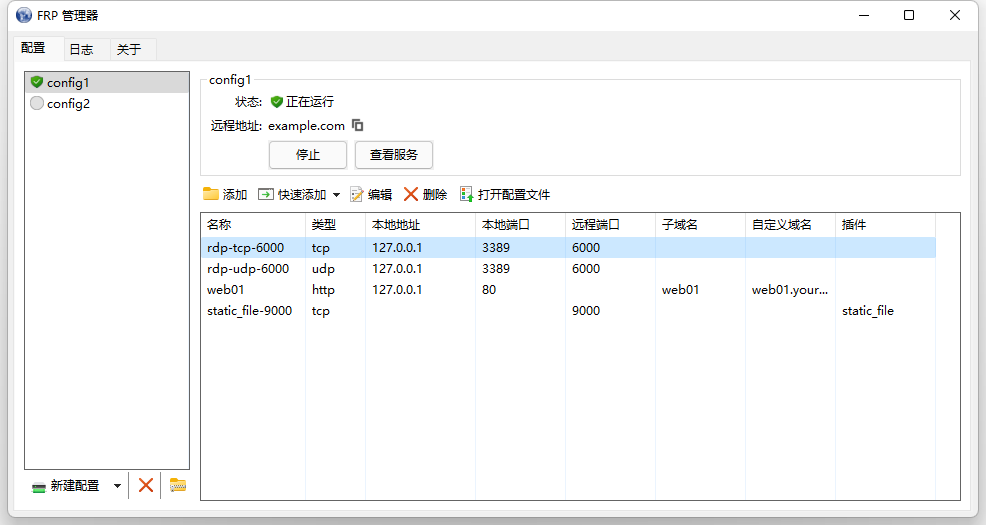 FRP 管理器
配置 日志 关于
config1
config2
config1
状态: 正在运行
远程地址: example.com
停止 查看服务
添加 快速添加 编辑 删除 打开配置文件
名称 类型 本地地址 本地端口 远程端口 子域名 自定义域名 插件
rdp-tcp-6000 tcp 127.0.0.1 3389 6000
rdp-udp-6000 udp 127.0.0.1 3389 6000
web01 http 127.0.0.1 80 web01 web01.your...
static_file-9000 tcp 9000 static_file
新建配置